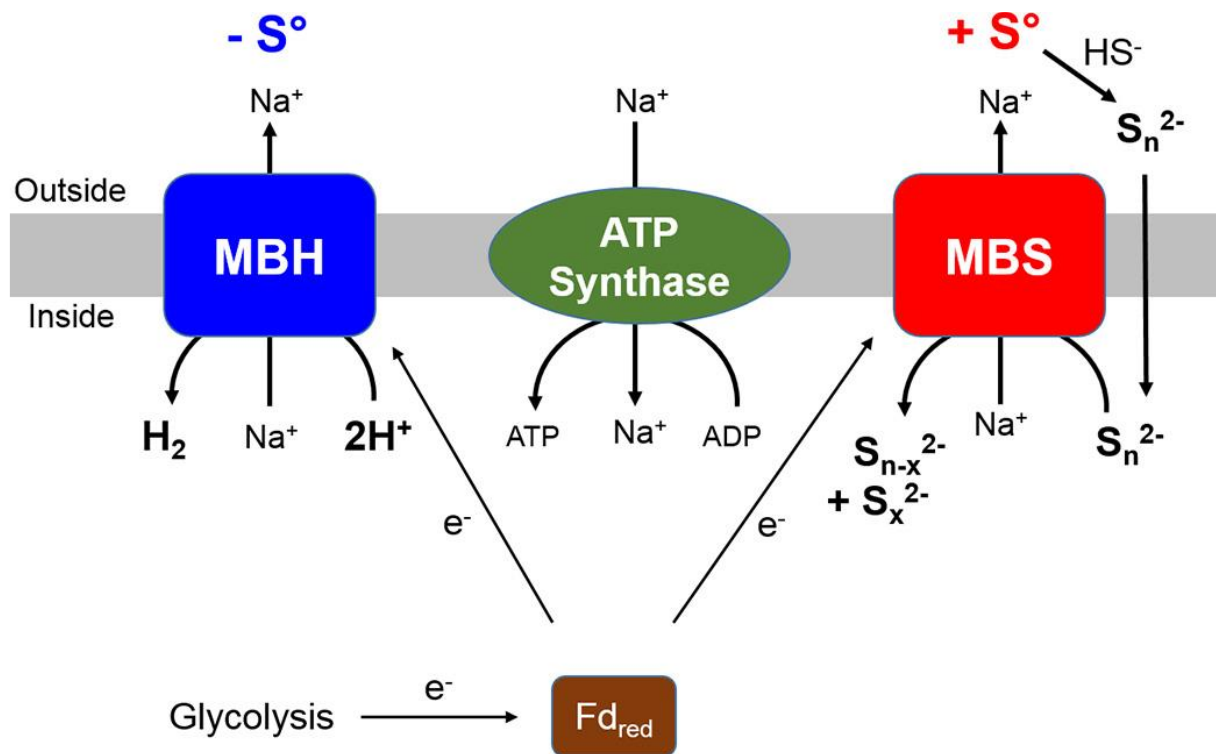 - S°
+ S°
HS⁻
Na⁺
Na⁺
Na⁺
Sₙ²⁻
Outside
MBH
ATP
Synthase
MBS
Inside
H₂
Na⁺
2H⁺
ATP
Na⁺
ADP
Sₙ₋ₓ²⁻
+ Sₓ²⁻
Na⁺
Sₙ²⁻
e⁻
e⁻
Glycolysis
e⁻
Fd_red